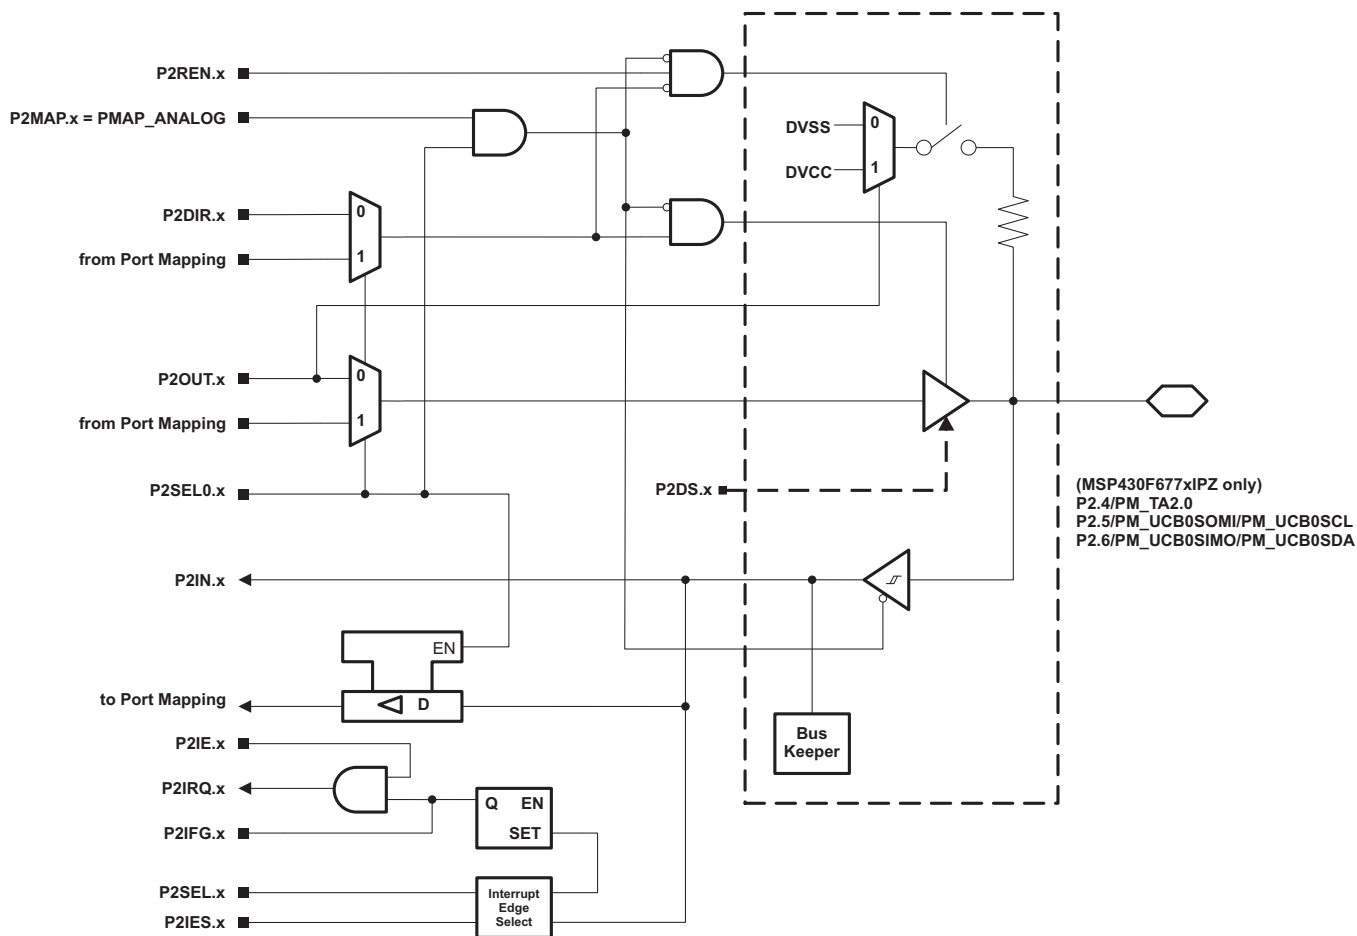 P2REN.x
P2MAP.x = PMAP_ANALOG
DVSS
0
DVCC
1
P2DIR.x
0
from Port Mapping
1
P2OUT.x
0
from Port Mapping
1
P2SEL0.x
P2DS.x
(MSP430F677xIPZ only)
P2.4/PM_TA2.0
P2.5/PM_UCB0SOMI/PM_UCB0SCL
P2.6/PM_UCB0SIMO/PM_UCB0SDA
P2IN.x
EN
to Port Mapping
D
Bus
Keeper
P2IE.x
P2IRQ.x
Q EN
SET
P2IFG.x
P2SEL.x
P2IES.x
Interrupt
Edge
Select